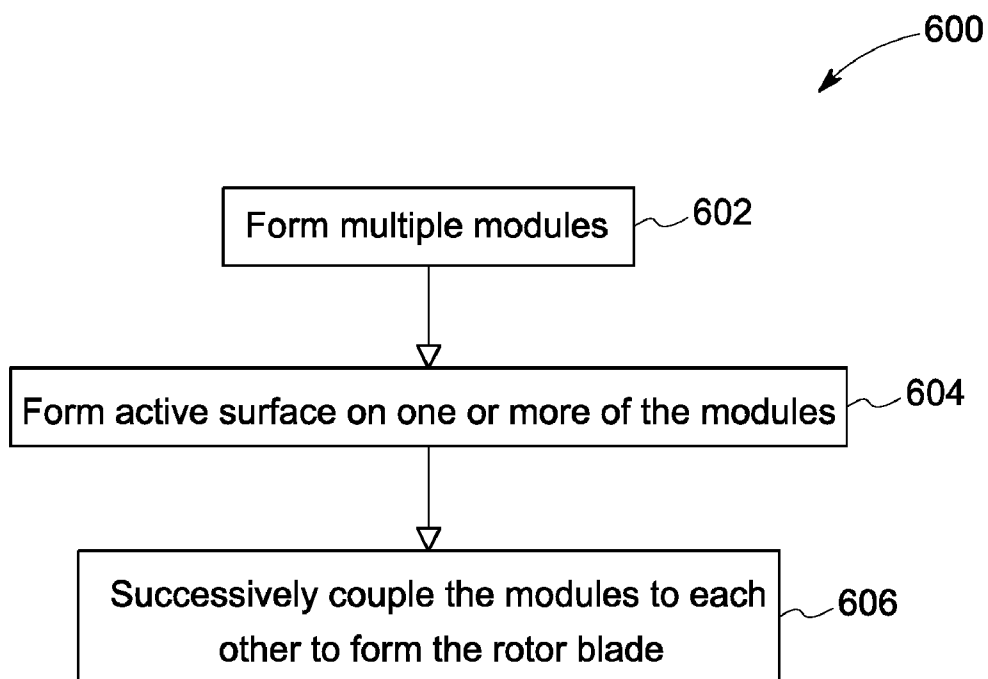 600
Form multiple modules
602
Form active surface on one or more of the modules
604
Successively couple the modules to each
other to form the rotor blade
606